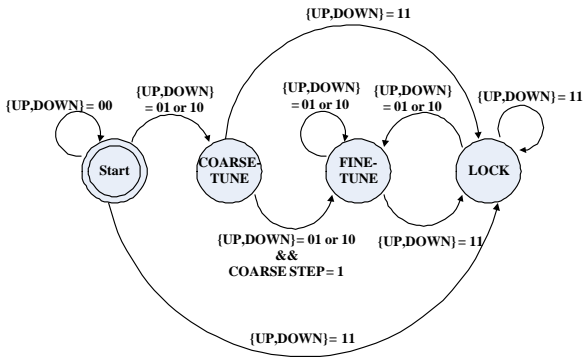 {UP,DOWN} = 11
{UP,DOWN} = 00
{UP,DOWN}
= 01 or 10
{UP,DOWN}
= 01 or 10
{UP,DOWN}
= 01 or 10
{UP,DOWN} = 11
Start
COARSE-
TUNE
FINE-
TUNE
LOCK
{UP,DOWN} = 01 or 10
&&
COARSE STEP = 1
{UP,DOWN} = 11
{UP,DOWN} = 11